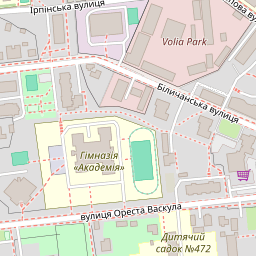 Ірпінська вулиця
Volia Park
Біличанська вулиця
Гімназія
«Академія»
вулиця Ореста Васкула
Дитячий
садок №472